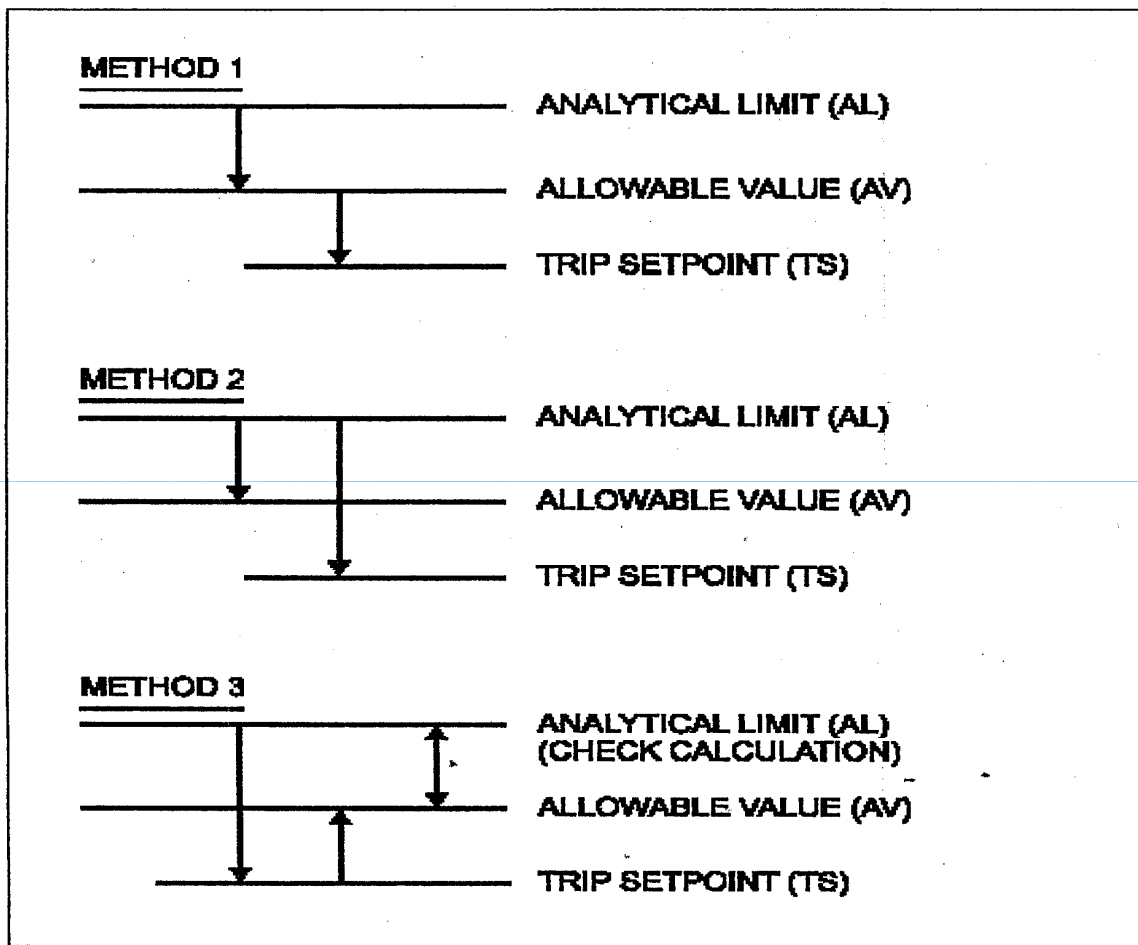 METHOD 1
ANALYTICAL LIMIT (AL)
ALLOWABLE VALUE (AV)
TRIP SETPOINT (TS)
METHOD 2
ANALYTICAL LIMIT (AL)
ALLOWABLE VALUE (AV)
TRIP SETPOINT (TS)
METHOD 3
ANALYTICAL LIMIT (AL)
(CHECK CALCULATION)
ALLOWABLE VALUE (AV)
TRIP SETPOINT (TS)